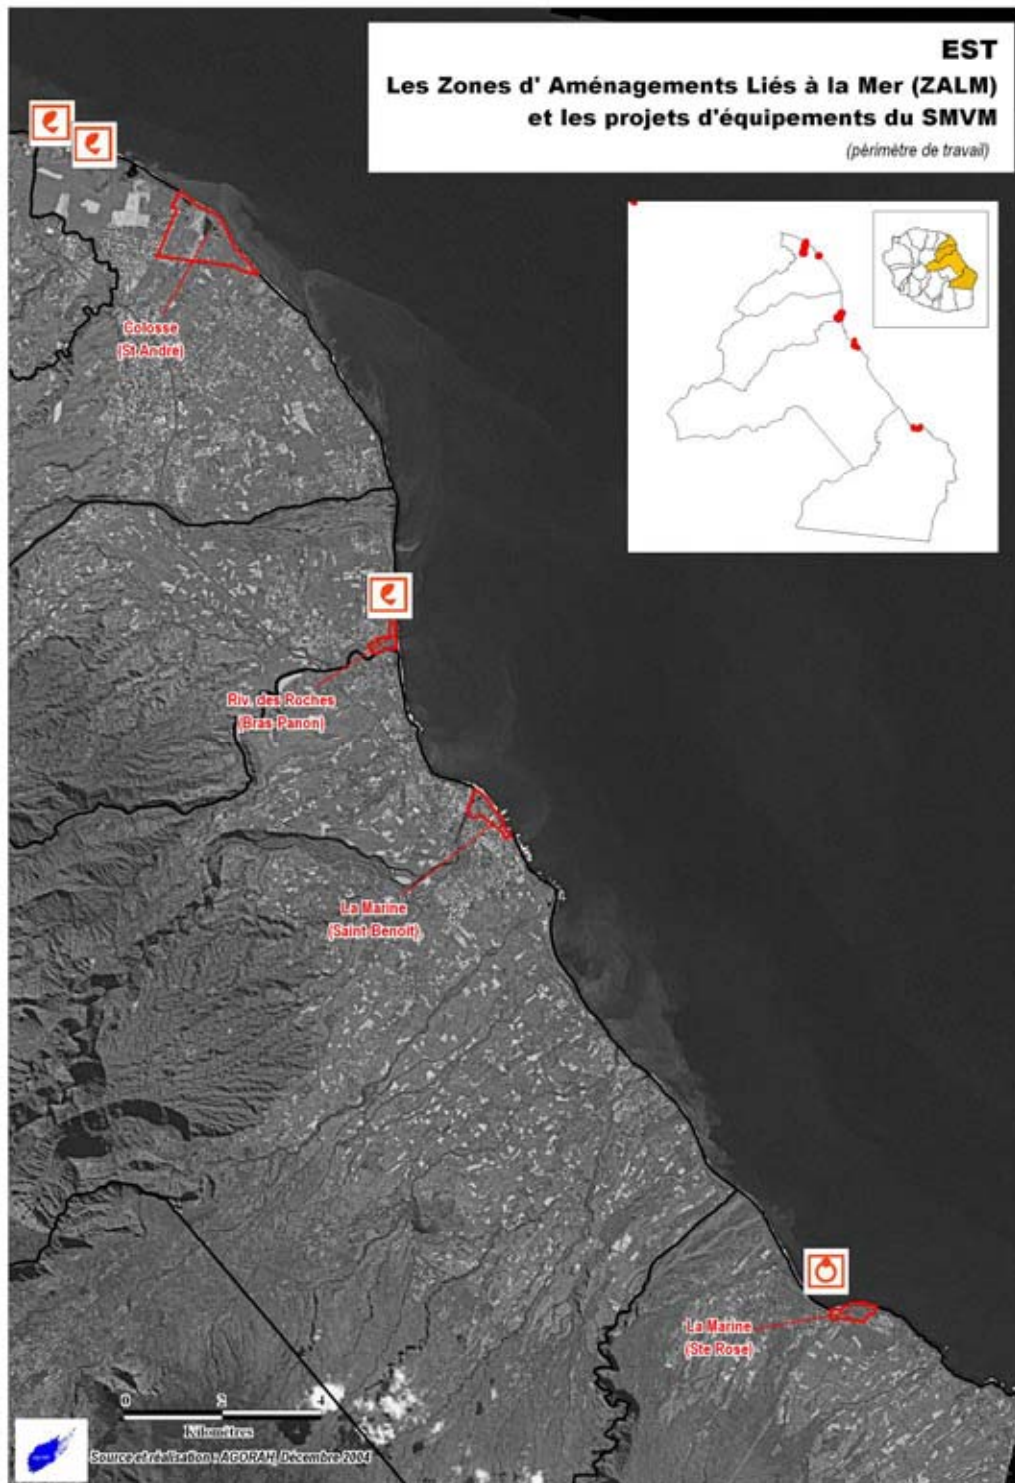 EST
Les Zones d' Aménagements Liés à la Mer (ZALM)
et les projets d'équipements du SMVM
(périmètre de travail)
Colosse
(St André)
Riv. des Roches
(Bras-Panon)
La Marine
(Saint-Benoit)
La Marine
(Ste Rose)
0 2 4
Kilomètres
Source et réalisation : AGORAH, Décembre 2004